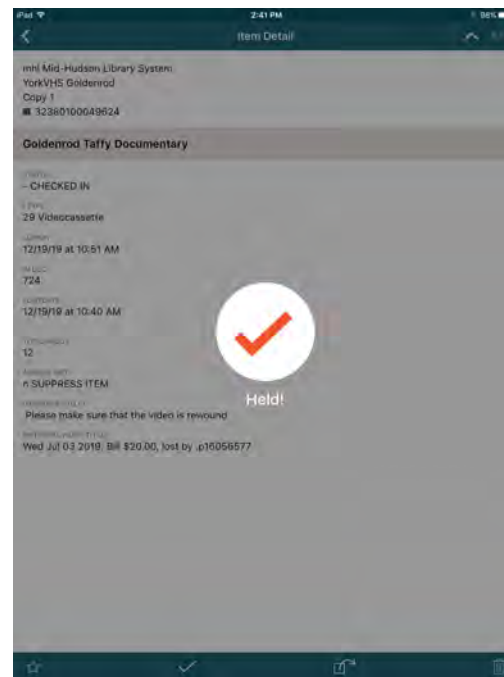 iPad
2:41 PM
96%
Item Detail
mhl Mid-Hudson Library System
YorkVHS Goldenrod
Copy 1
32380100049624
Goldenrod Taffy Documentary
- CHECKED IN
29 Videocassette
12/19/19 at 10:51 AM
724
12/19/19 at 10:40 AM
12
n SUPPRESS ITEM
Held!
Please make sure that the video is rewound
Wed Jul 03 2019: Bill $20.00, lost by .p16056577